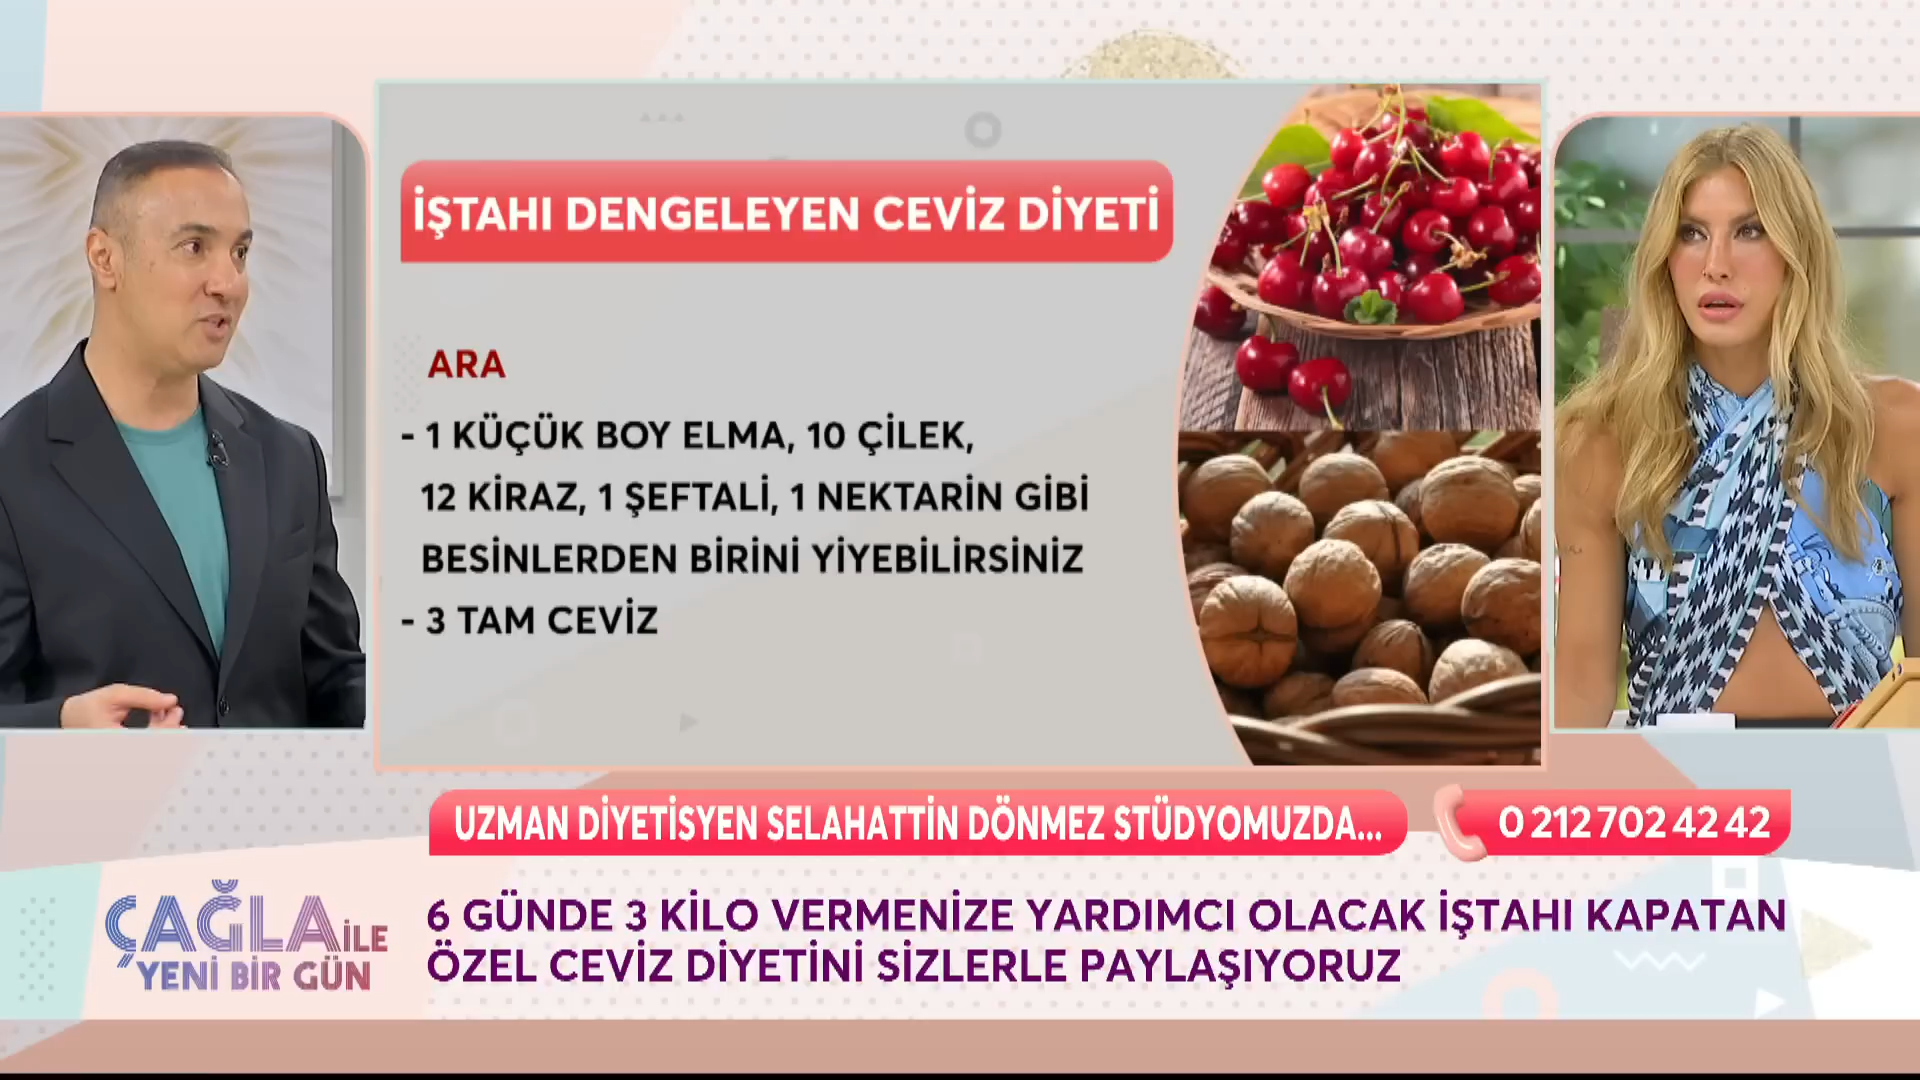 İŞTAHI DENGELEYEN CEVİZ DİYETİ
ARA
- 1 KÜÇÜK BOY ELMA, 10 ÇİLEK,
12 KİRAZ, 1 ŞEFTALİ, 1 NEKTARİN GİBİ
BESİNLERDEN BİRİNİ YİYEBİLİRSİNİZ
- 3 TAM CEVİZ
UZMAN DİYETİSYEN SELAHATTİN DÖNMEZ STÜDYOMUZDA...
0 212 702 42 42
ÇAĞLA İLE
YENİ BİR GÜN
6 GÜNDE 3 KİLO VERMENİZE YARDIMCI OLACAK İŞTAHI KAPATAN
ÖZEL CEVİZ DİYETİNİ SİZLERLE PAYLAŞIYORUZ